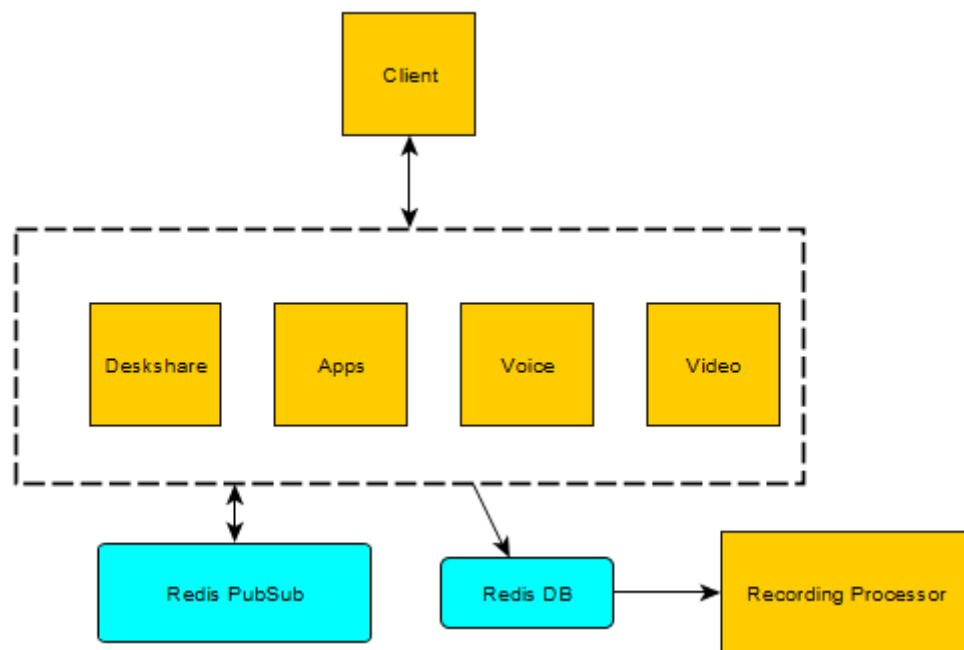 Client
Deskshare
Apps
Voice
Video
Redis PubSub
Redis DB
Recording Processor